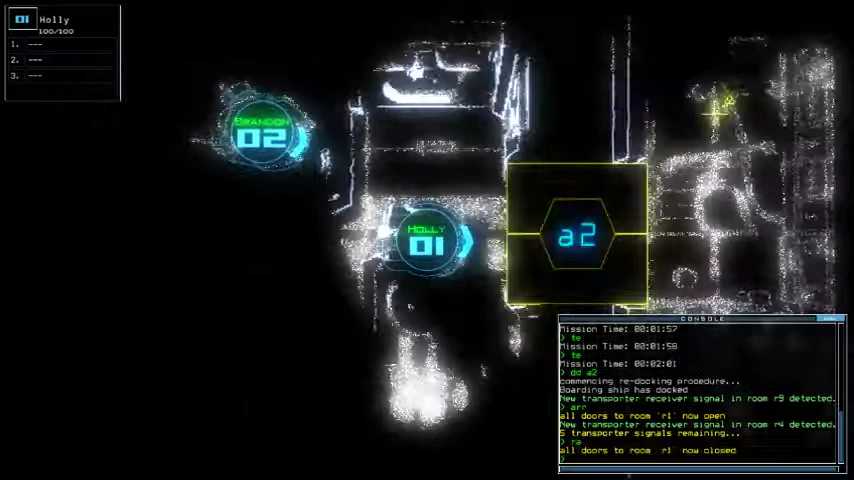 01 Holly
100/100
1. ---
2. ---
3. ---
BRANDON
02
HOLLY
01
a2
CONSOLE
Mission Time: 00:01:57
> te
Mission Time: 00:01:58
> te
Mission Time: 00:02:01
> dd a2
commencing re-docking procedure...
Boarding ship has docked
New transporter receiver signal in room r9 detected.
> arr
all doors to room 'r1' now open
New transporter receiver signal in room r4 detected.
5 transporter signals remaining...
> ra
all doors to room 'r1' now closed
>